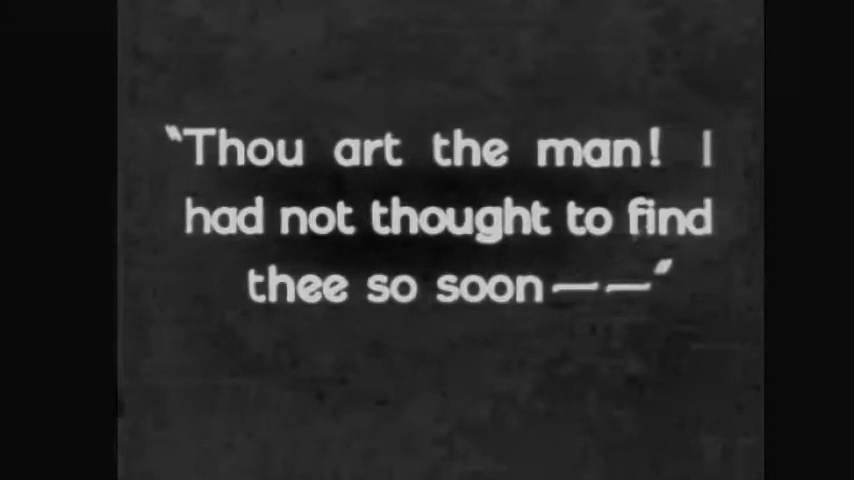 "Thou art the man! I
had not thought to find
thee so soon — —"